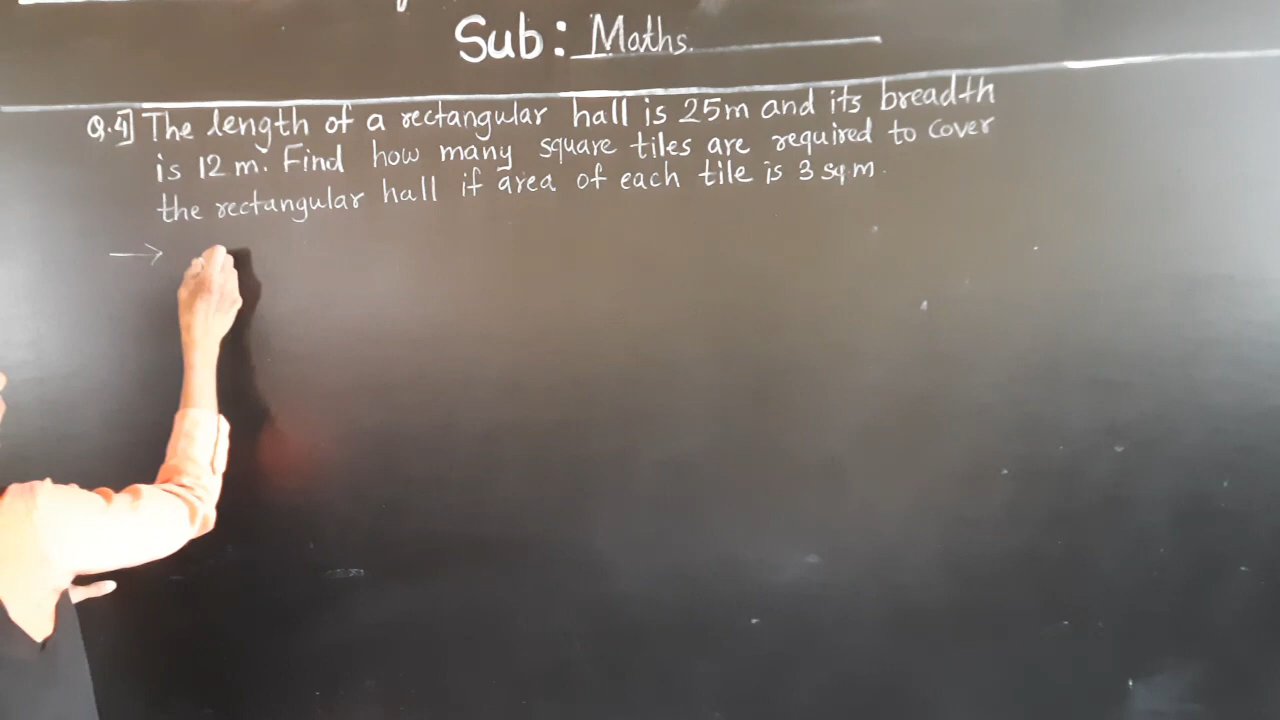 Sub: Maths.
Q.4] The length of a rectangular hall is 25m and its breadth
is 12 m. Find how many square tiles are required to cover
the rectangular hall if area of each tile is 3 sq.m.
→